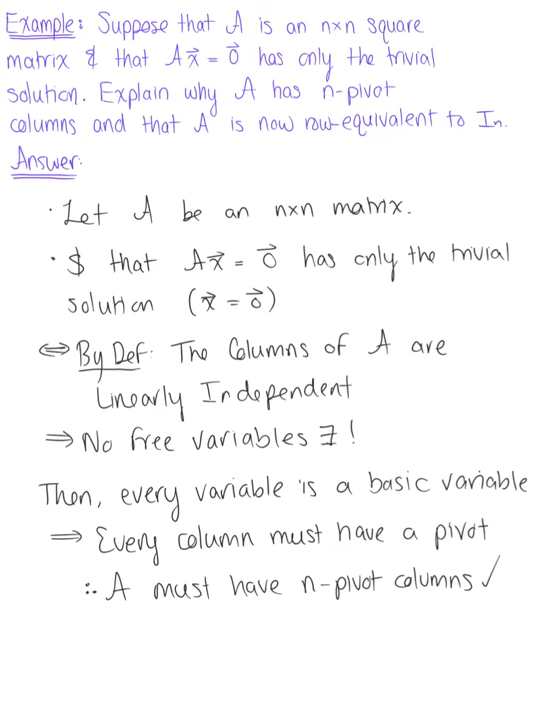 Example: Suppose that A is an n×n square
matrix & that Ax⃗ = 0⃗ has only the trivial
solution. Explain why A has n-pivot
columns and that A is now row-equivalent to In.
Answer:
· Let A be an n×n matrix.
· $ that Ax⃗ = 0⃗ has only the trivial
solution (x⃗ = 0⃗)
⟺ By Def: The Columns of A are
Linearly Independent
⟹ No free variables ∃!
Then, every variable is a basic variable
⟹ Every column must have a pivot
∴ A must have n-pivot columns ✓